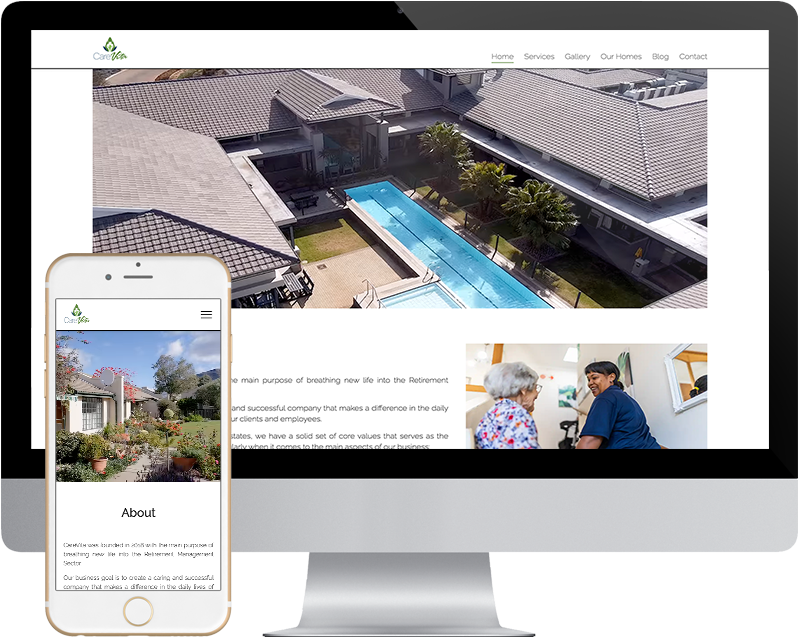 CareVita
Home Services Gallery Our Homes Blog Contact
main purpose of breathing new life into the Retirement
and successful company that makes a difference in the daily
our clients and employees.
we have a solid set of core values that serves as the
when it comes to the main aspects of our business:
CareVita
About
CareVita was founded in 2016 with the main purpose of
breathing new life into the Retirement Management
Sector.
Our business goal is to create a caring and successful
company that makes a difference in the daily lives of